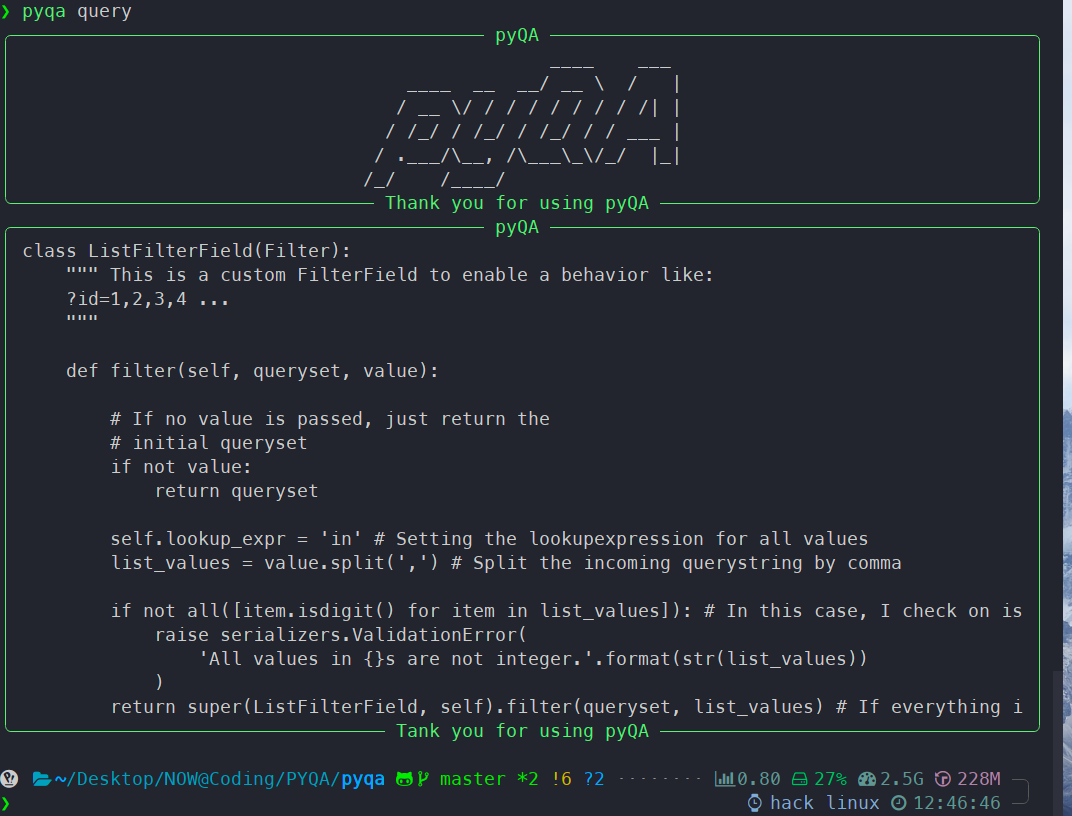 ❯ pyqa query
pyQA
                 ____    ___
    ____  __  __/ __ \  /   |
   / __ \/ / / / / / / / /| |
  / /_/ / /_/ / /_/ / / ___ |
 / .___/\__, /\___\_\/_/  |_|
/_/    /____/
Thank you for using pyQA
pyQA
class ListFilterField(Filter):
    """ This is a custom FilterField to enable a behavior like:
    ?id=1,2,3,4 ...
    """
    def filter(self, queryset, value):
        # If no value is passed, just return the
        # initial queryset
        if not value:
            return queryset
        self.lookup_expr = 'in' # Setting the lookupexpression for all values
        list_values = value.split(',') # Split the incoming querystring by comma
        if not all([item.isdigit() for item in list_values]): # In this case, I check on is
            raise serializers.ValidationError(
                'All values in {}s are not integer.'.format(str(list_values))
            )
        return super(ListFilterField, self).filter(queryset, list_values) # If everything i
Tank you for using pyQA
~/Desktop/NOW@Coding/PYQA/pyqa master *2 !6 ?2 0.80 27% 2.5G 228M
❯ hack linux 12:46:46